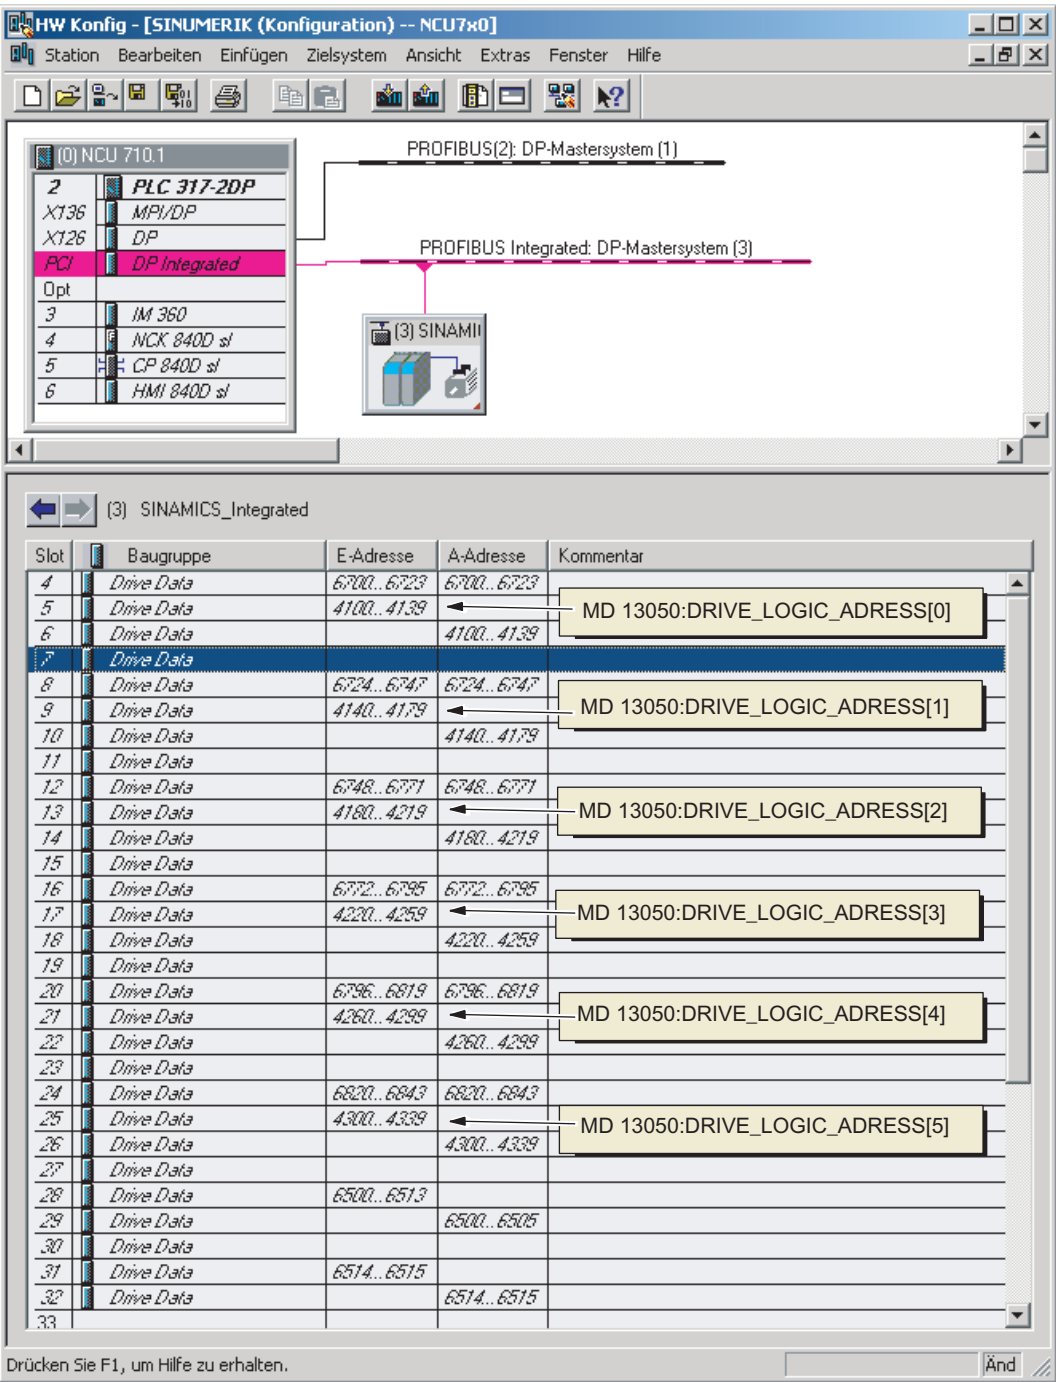 HW Konfig - [SINUMERIK (Konfiguration) -- NCU7x0]
Station Bearbeiten Einfügen Zielsystem Ansicht Extras Fenster Hilfe
(0) NCU 710.1
2 PLC 317-2DP
X136 MPI/DP
X126 DP
PCI DP Integrated
Opt
3 IM 360
4 NCK 840D sl
5 CP 840D sl
6 HMI 840D sl
PROFIBUS(2): DP-Mastersystem (1)
PROFIBUS Integrated: DP-Mastersystem (3)
(3) SINAMI
(3) SINAMICS_Integrated
Slot Baugruppe E-Adresse A-Adresse Kommentar
4 Drive Data 6700...6723 6700...6723
5 Drive Data 4100...4139 MD 13050:DRIVE_LOGIC_ADRESS[0]
6 Drive Data 4100...4139
7 Drive Data
8 Drive Data 6724...6747 6724...6747
9 Drive Data 4140...4179 MD 13050:DRIVE_LOGIC_ADRESS[1]
10 Drive Data 4140...4179
11 Drive Data
12 Drive Data 6748...6771 6748...6771
13 Drive Data 4180...4219 MD 13050:DRIVE_LOGIC_ADRESS[2]
14 Drive Data 4180...4219
15 Drive Data
16 Drive Data 6772...6795 6772...6795
17 Drive Data 4220...4259 MD 13050:DRIVE_LOGIC_ADRESS[3]
18 Drive Data 4220...4259
19 Drive Data
20 Drive Data 6796...6819 6796...6819
21 Drive Data 4260...4299 MD 13050:DRIVE_LOGIC_ADRESS[4]
22 Drive Data 4260...4299
23 Drive Data
24 Drive Data 6820...6843 6820...6843
25 Drive Data 4300...4339 MD 13050:DRIVE_LOGIC_ADRESS[5]
26 Drive Data 4300...4339
27 Drive Data
28 Drive Data 6500...6513
29 Drive Data 6500...6505
30 Drive Data
31 Drive Data 6514...6515
32 Drive Data 6514...6515
33
Drücken Sie F1, um Hilfe zu erhalten. Änd